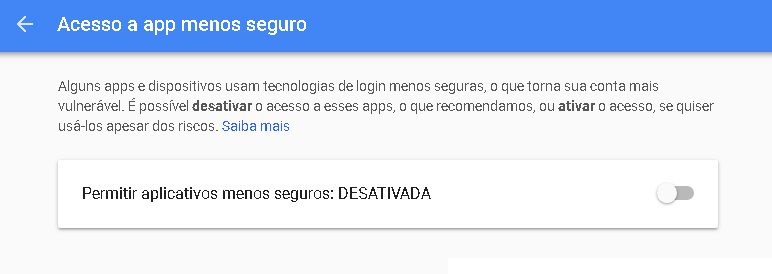 Acesso a app menos seguro
Alguns apps e dispositivos usam tecnologias de login menos seguras, o que torna sua conta mais
vulnerável. É possível desativar o acesso a esses apps, o que recomendamos, ou ativar o acesso, se quiser
usá-los apesar dos riscos. Saiba mais
Permitir aplicativos menos seguros: DESATIVADA